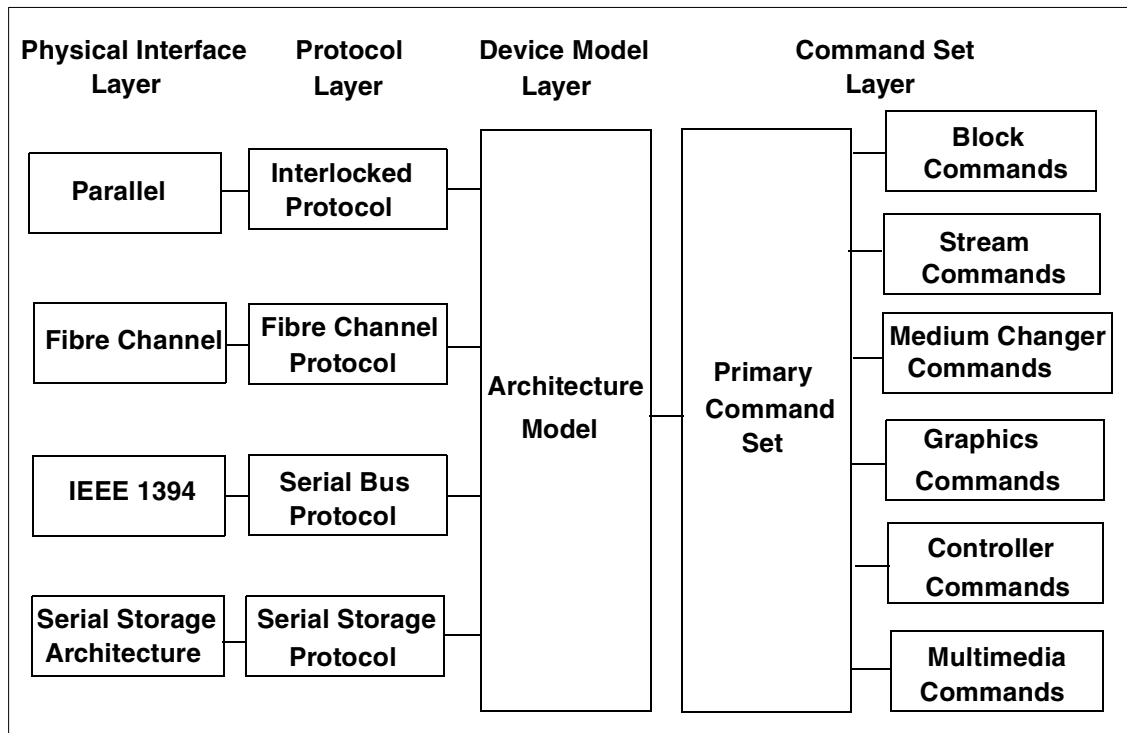 Physical Interface
Layer
Protocol
Layer
Device Model
Layer
Command Set
Layer
Parallel
Interlocked
Protocol
Fibre Channel
Fibre Channel
Protocol
IEEE 1394
Serial Bus
Protocol
Serial Storage
Architecture
Serial Storage
Protocol
Architecture
Model
Primary
Command
Set
Block
Commands
Stream
Commands
Medium Changer
Commands
Graphics
Commands
Controller
Commands
Multimedia
Commands